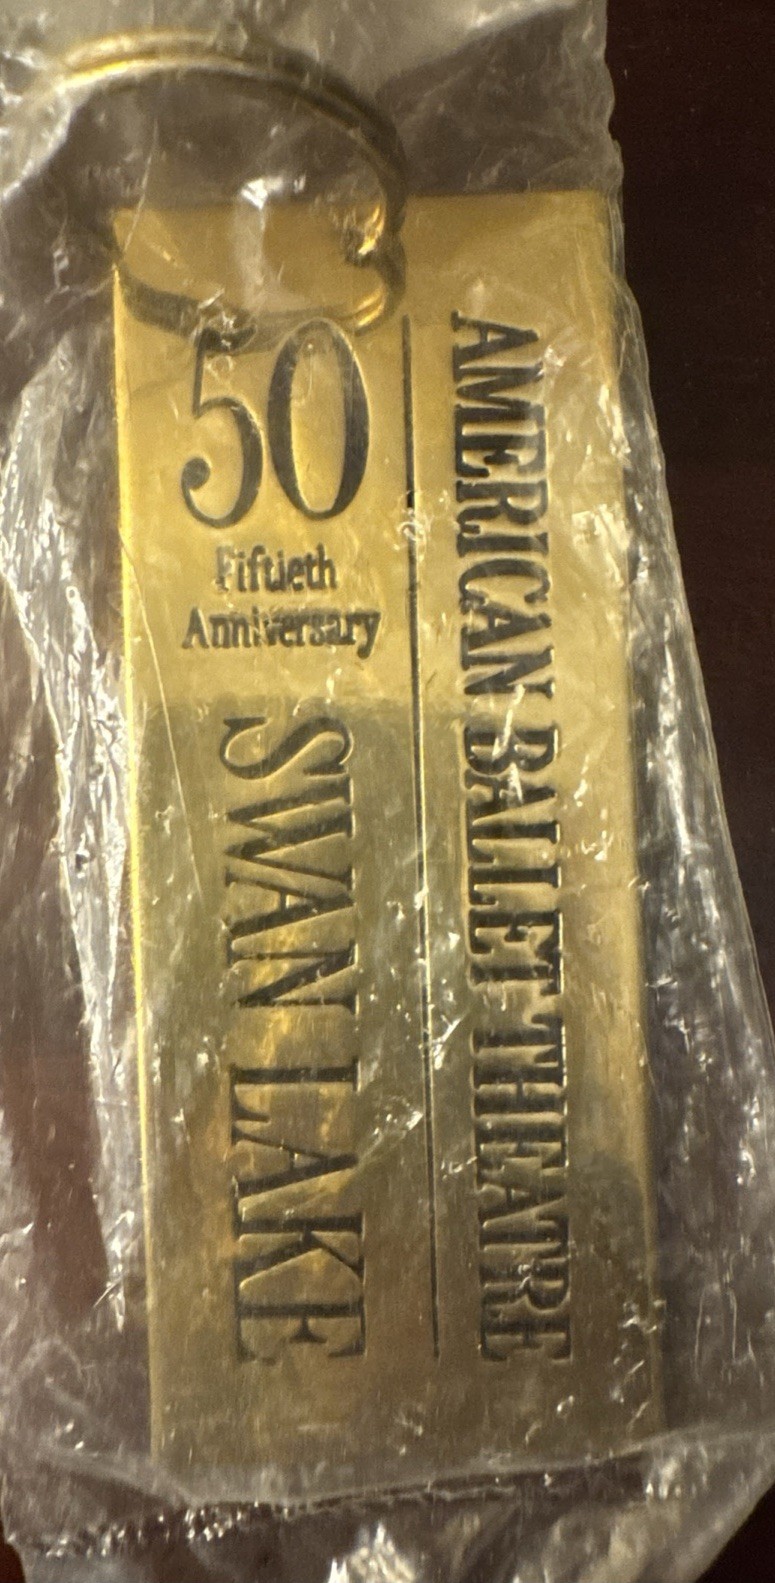 50
Fiftieth
Anniversary
SWAN LAKE
AMERICAN BALLET THEATRE